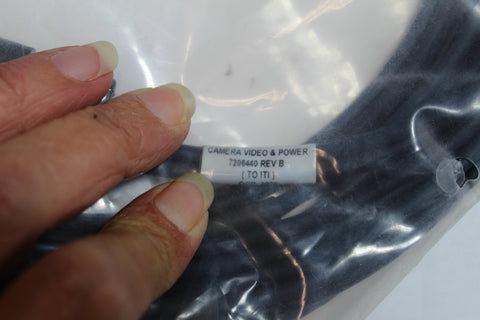 CAMERA VIDEO & POWER
7206440 REV B
( TO ITI )